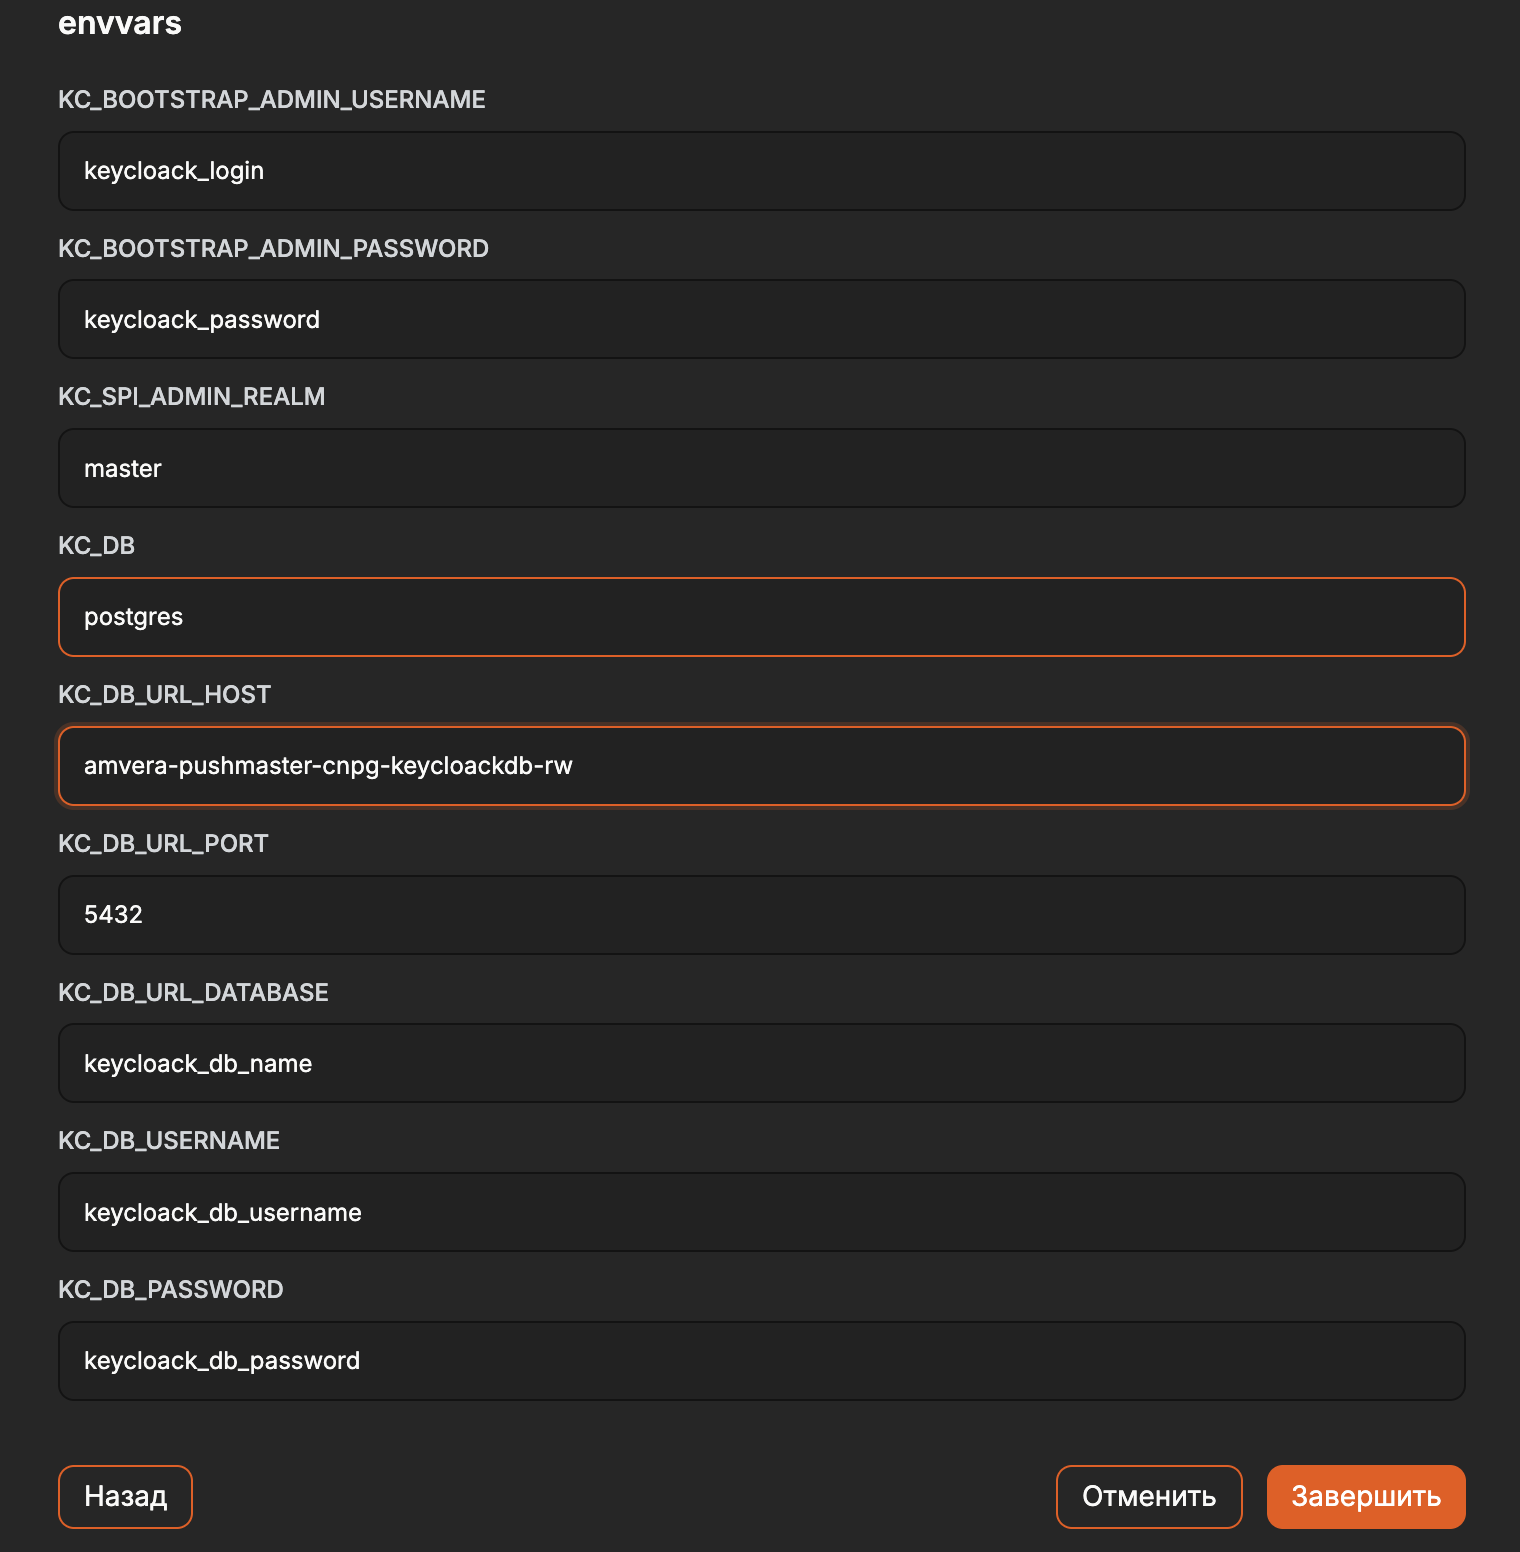 envvars
KC_BOOTSTRAP_ADMIN_USERNAME
keycloack_login
KC_BOOTSTRAP_ADMIN_PASSWORD
keycloack_password
KC_SPI_ADMIN_REALM
master
KC_DB
postgres
KC_DB_URL_HOST
amvera-pushmaster-cnpg-keycloackdb-rw
KC_DB_URL_PORT
5432
KC_DB_URL_DATABASE
keycloack_db_name
KC_DB_USERNAME
keycloack_db_username
KC_DB_PASSWORD
keycloack_db_password
Назад
Отменить
Завершить